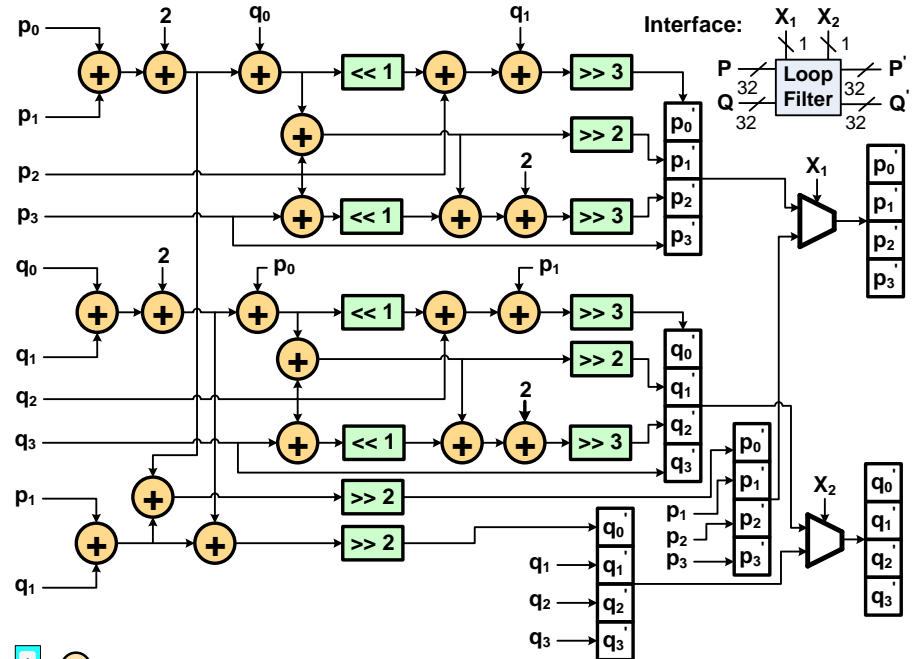 Interface:
X1 X2
1 1
P 32 Loop Filter 32 P'
Q 32 32 Q'
p0 2 q0 q1
+ + + << 1 + + >> 3
p1
+ >> 2
p2 2
p3 + << 1 + + >> 3
p0'
p1'
p2'
p3'
X1
p0'
p1'
p2'
p3'
q0 2 p0 p1
+ + + << 1 + + >> 3
q1
+ >> 2
q2 2
q3 + << 1 + + >> 3
q0'
q1'
q2'
q3'
p1 + >> 2
+ + >> 2
q1
p1
p2
p3
p0'
p1'
p2'
p3'
q1
q2
q3
q0'
q1'
q2'
q3'
X2
q0'
q1'
q2'
q3'